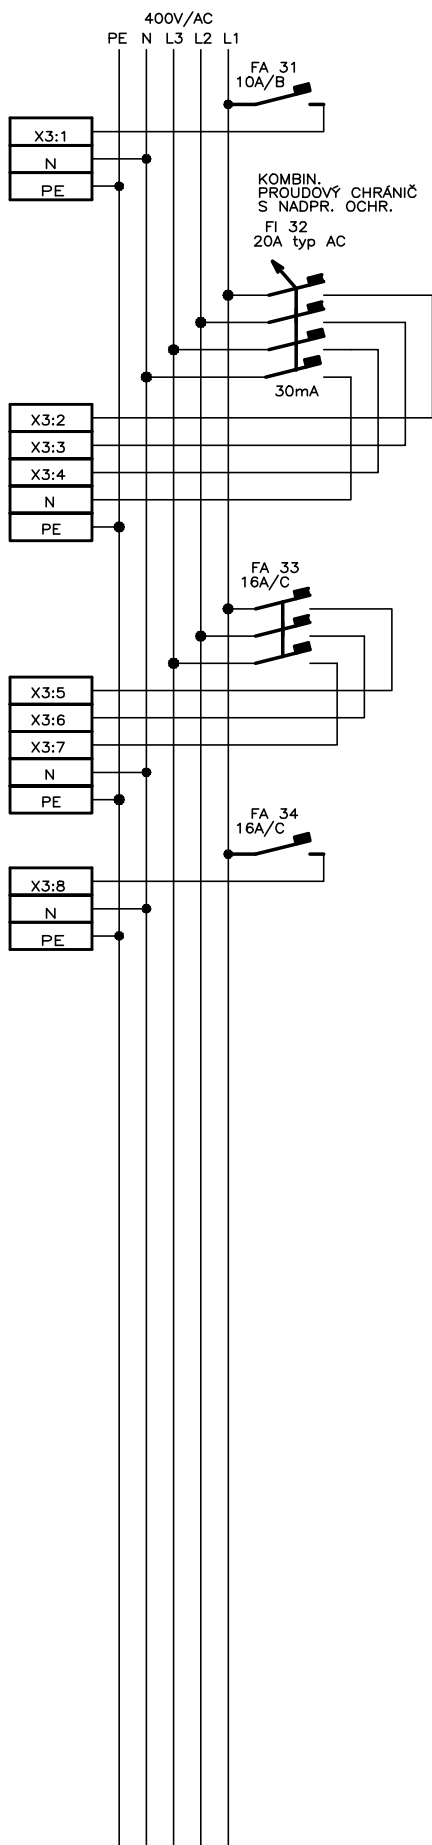 400V/AC
PE N L3 L2 L1
FA 31
10A/B
X3:1
N
PE
KOMBIN.
PROUDOVÝ CHRÁNIČ
S NADPR. OCHR.
FI 32
20A typ AC
30mA
X3:2
X3:3
X3:4
N
PE
FA 33
16A/C
X3:5
X3:6
X3:7
N
PE
FA 34
16A/C
X3:8
N
PE